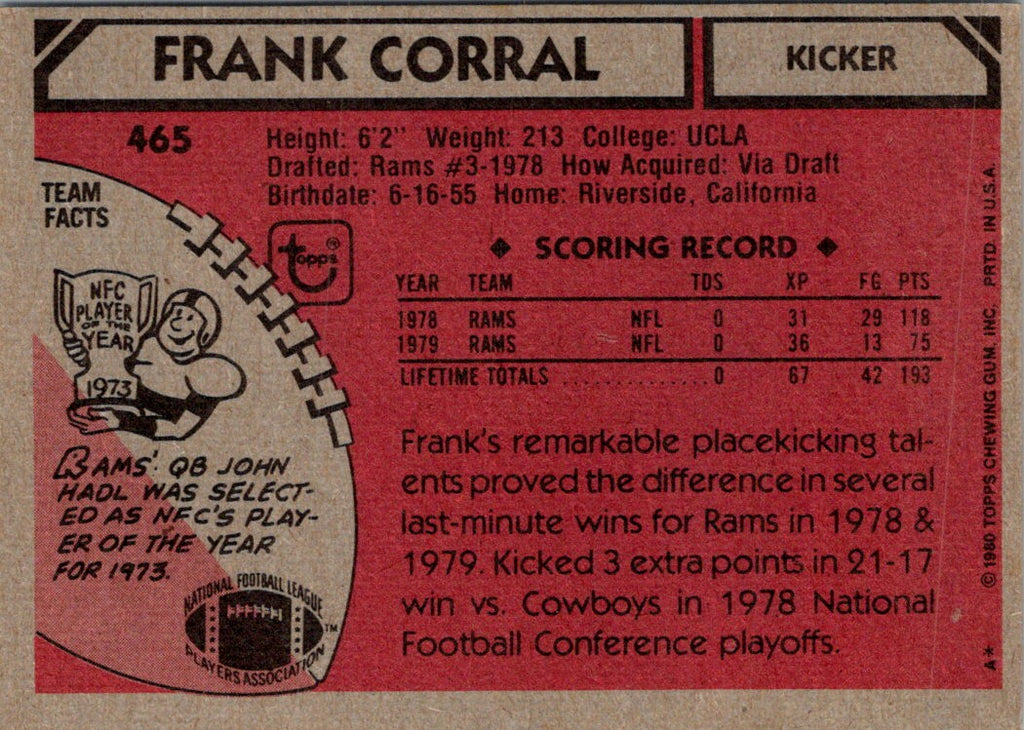 FRANK CORRAL
KICKER
465
Height: 6'2" Weight: 213 College: UCLA
Drafted: Rams #3-1978 How Acquired: Via Draft
Birthdate: 6-16-55 Home: Riverside, California
TEAM
FACTS
topps®
NFC
PLAYER
OF THE
YEAR
1973
RAMS' QB JOHN
HADL WAS SELECT-
ED AS NFC'S PLAY-
ER OF THE YEAR
FOR 1973.
NATIONAL FOOTBALL LEAGUE
PLAYERS ASSOCIATION
TM
◆ SCORING RECORD ◆
YEAR TEAM TDS XP FG PTS
1978 RAMS NFL 0 31 29 118
1979 RAMS NFL 0 36 13 75
LIFETIME TOTALS ............ 0 67 42 193
Frank's remarkable placekicking tal-
ents proved the difference in several
last-minute wins for Rams in 1978 &
1979. Kicked 3 extra points in 21-17
win vs. Cowboys in 1978 National
Football Conference playoffs.
A* © 1980 TOPPS CHEWING GUM, INC. PRTD IN U.S.A.